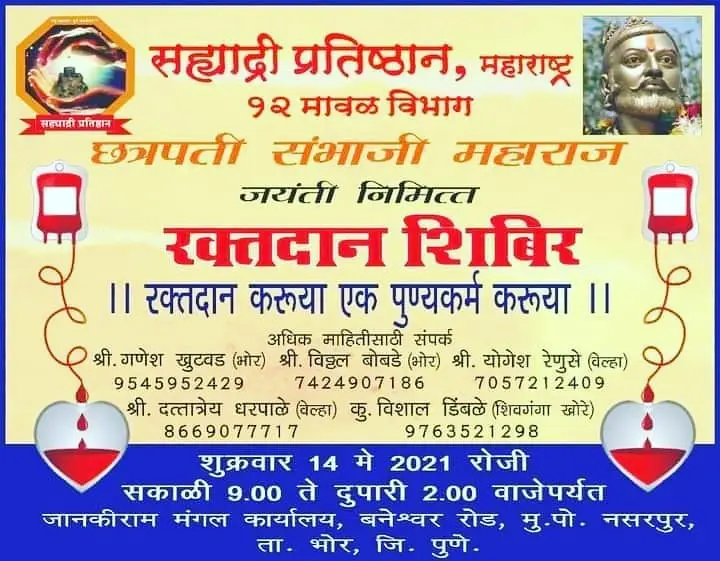 सह्याद्री प्रतिष्ठान
सह्याद्री प्रतिष्ठान, महाराष्ट्र
१२ मावळ विभाग
छत्रपती संभाजी महाराज
जयंती निमित्त
रक्तदान शिबिर
।। रक्तदान करूया एक पुण्यकर्म करूया ।।
अधिक माहितीसाठी संपर्क
श्री. गणेश खुटवड (भोर) श्री. विठ्ठल बोबडे (भोर) श्री. योगेश रेणुसे (वेल्हा)
9545952429 7424907186 7057212409
श्री. दत्तात्रेय धरपाळे (वेल्हा) कु. विशाल डिंबळे (शिवगंगा खोरे)
8669077717 9763521298
शुक्रवार 14 मे 2021 रोजी
सकाळी 9.00 ते दुपारी 2.00 वाजेपर्यंत
जानकीराम मंगल कार्यालय, बनेश्वर रोड, मु.पो. नसरपुर,
ता. भोर, जि. पुणे.